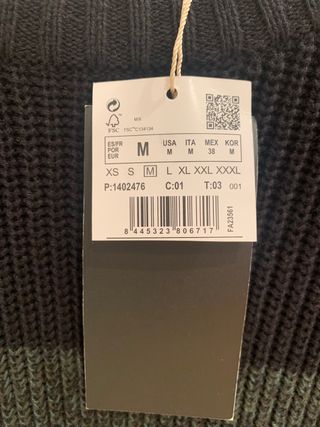 MIX
FSC
FSC® C104134
ES/FR
POR
EUR
M
USA
M
ITA
M
MEX
38
KOR
M
XS S M L XL XXL XXXL
P:1402476 C:01 T:03 001
8 445323 806717
FA23561